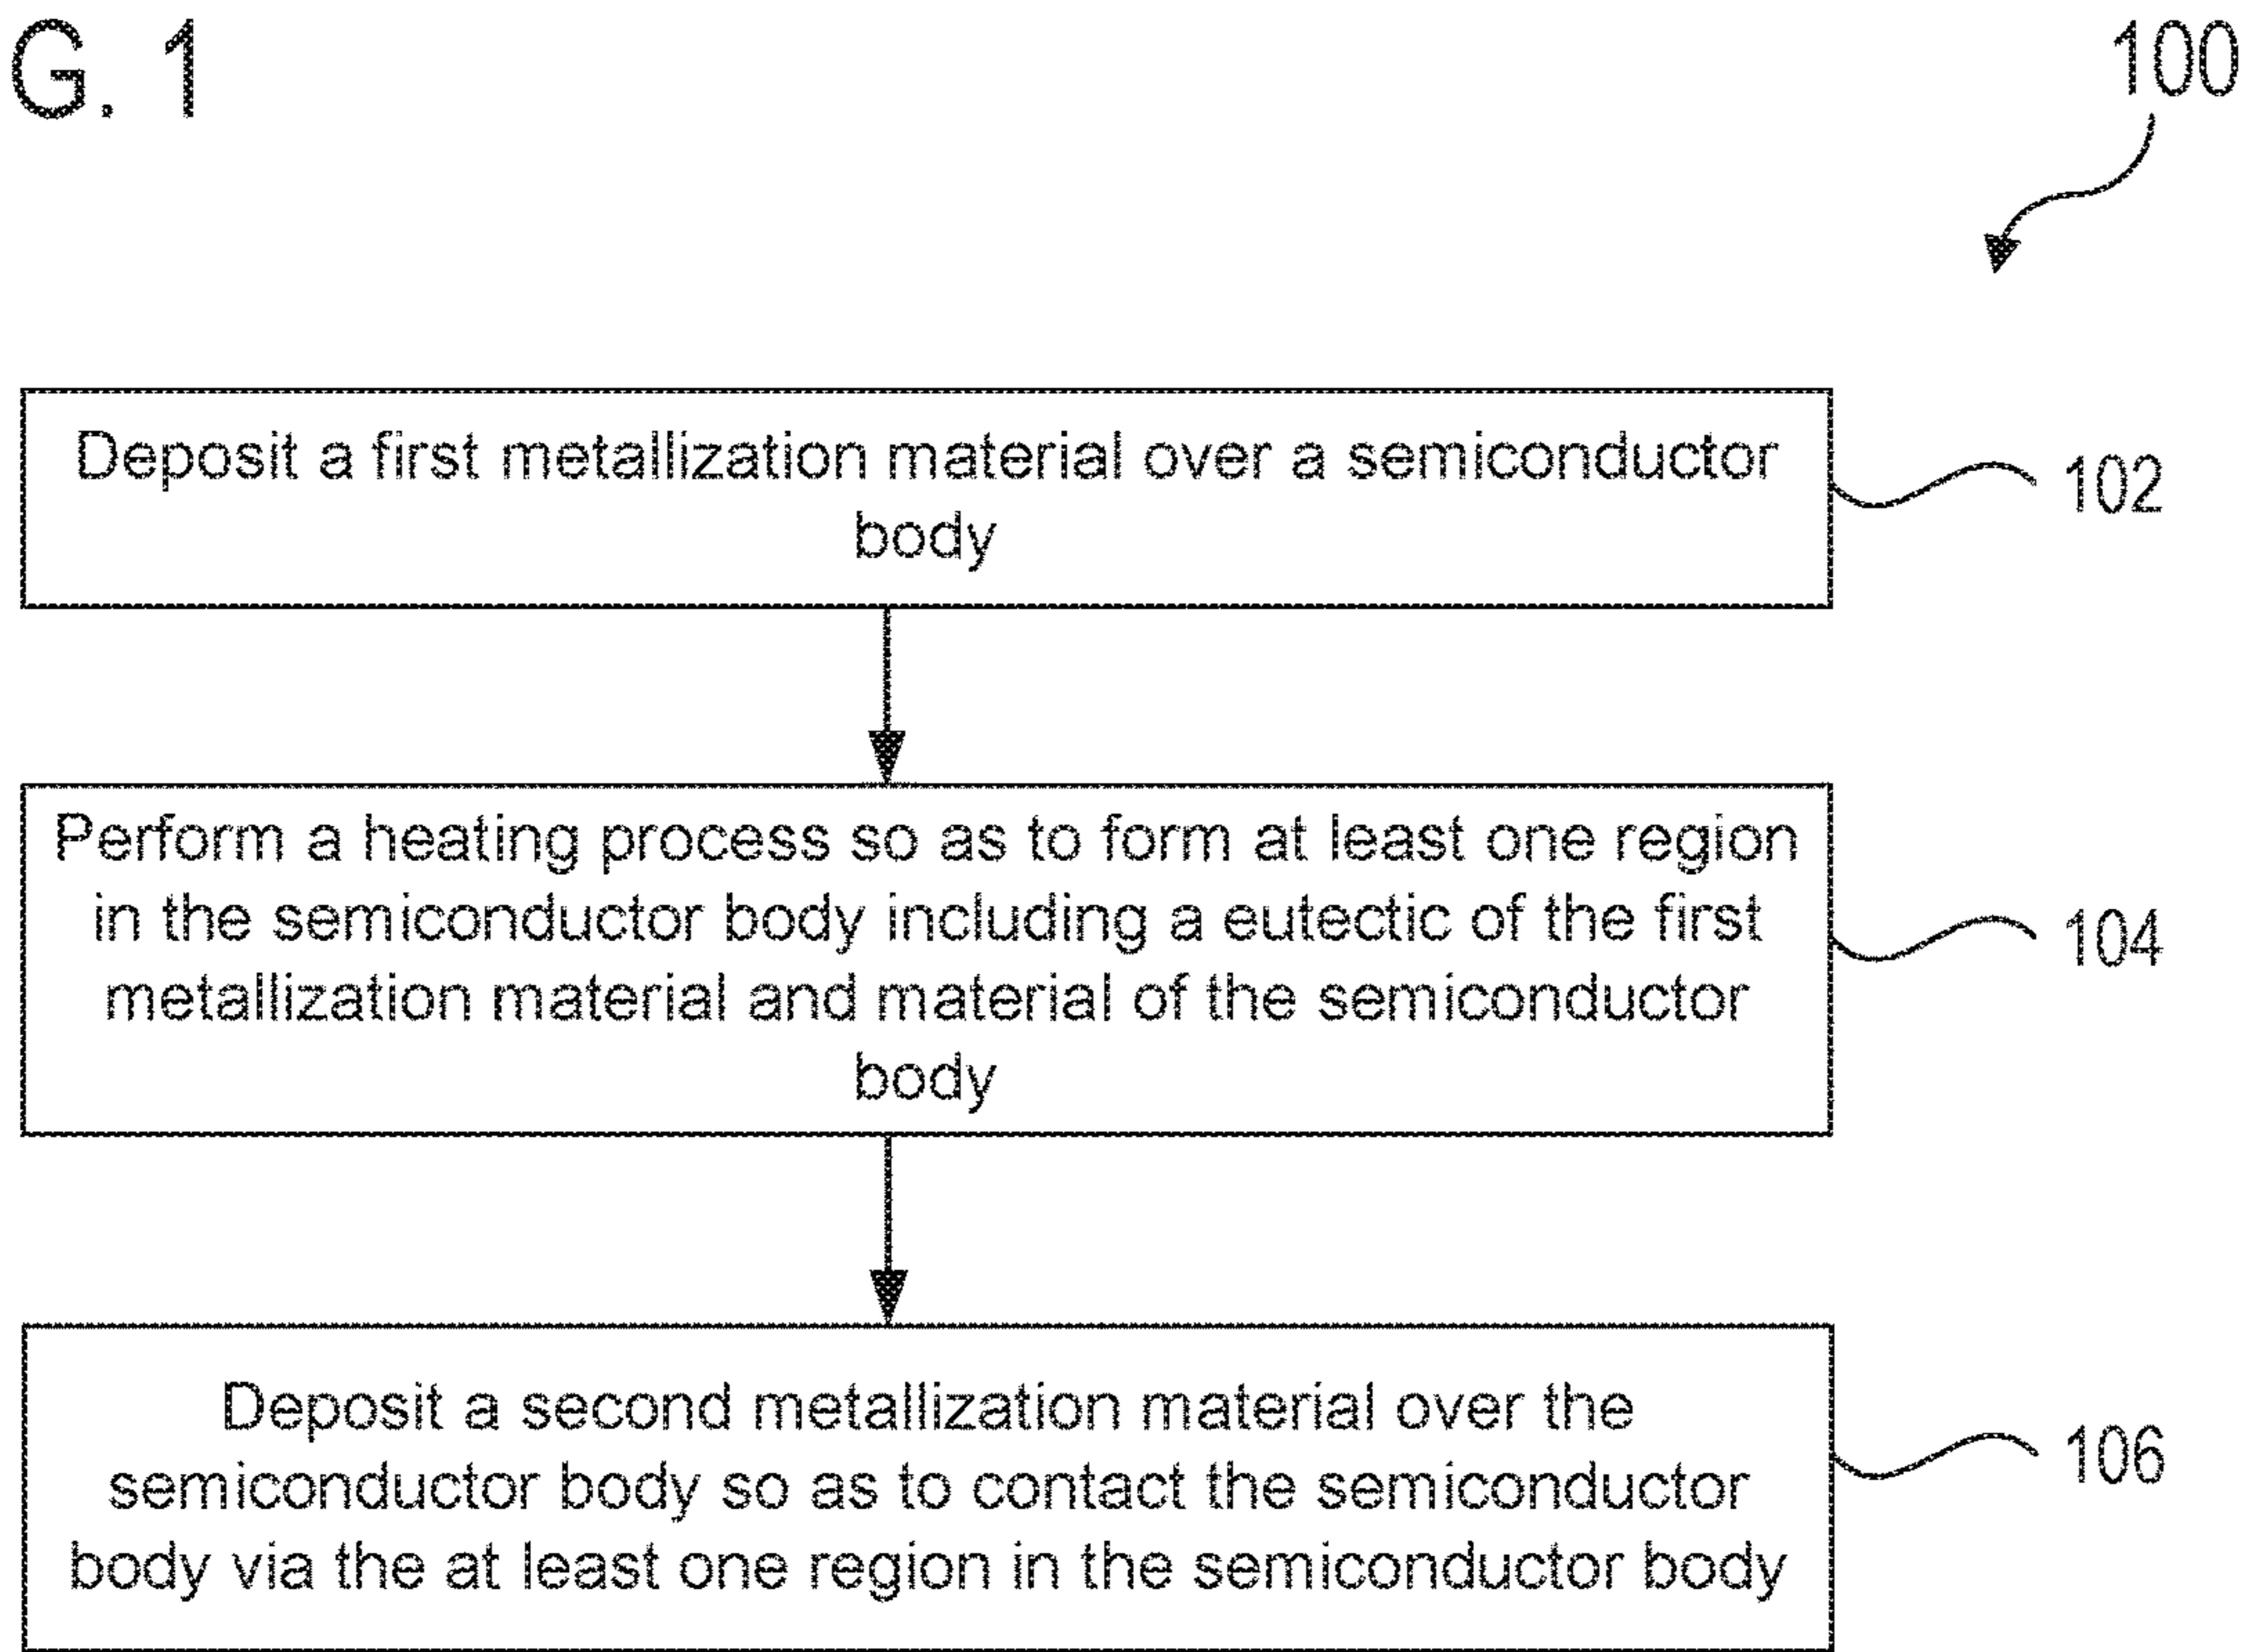 G. 1
100
Deposit a first metallization material over a semiconductor
body
102
Perform a heating process so as to form at least one region
in the semiconductor body including a eutectic of the first
metallization material and material of the semiconductor
body
104
Deposit a second metallization material over the
semiconductor body so as to contact the semiconductor
body via the at least one region in the semiconductor body
106